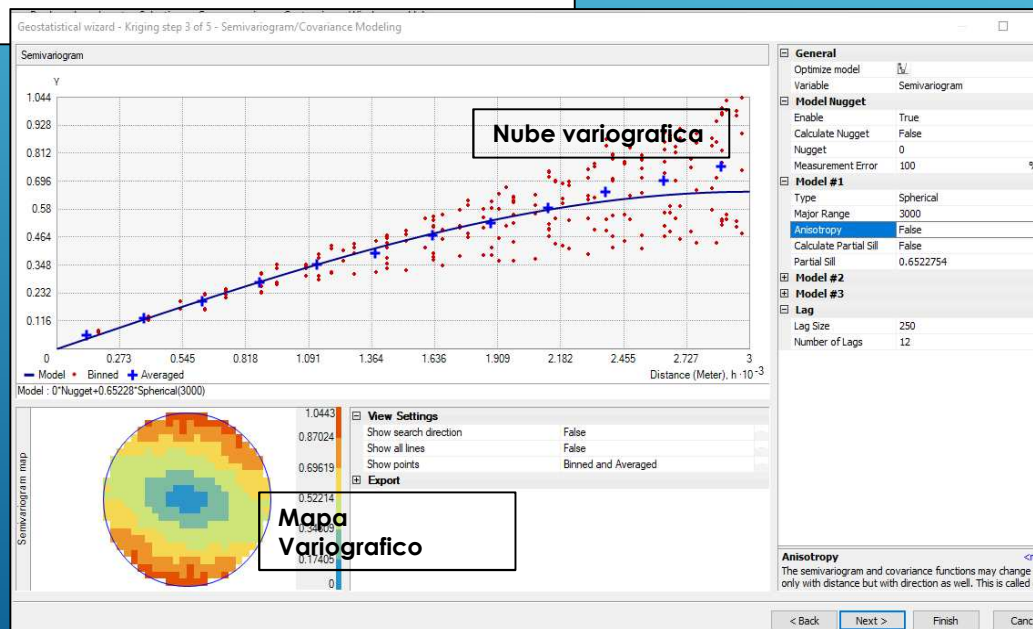 Geostatistical wizard - Kriging step 3 of 5 - Semivariogram/Covariance Modeling
Semivariogram
γ
1.044
0.928
0.812
0.696
0.58
0.464
0.348
0.232
0.116
Nube variografica
0 0.273 0.545 0.818 1.091 1.364 1.636 1.909 2.182 2.455 2.727 3
Model Binned Averaged
Distance (Meter), h ·10⁻³
Model : 0*Nugget+0.65228*Spherical(3000)
Semivariogram map
1.0443
0.87024
0.69619
0.52214
0.17405
0
Mapa
Variografico
View Settings
Show search direction False
Show all lines False
Show points Binned and Averaged
Export
General
Optimize model
Variable Semivariogram
Model Nugget
Enable True
Calculate Nugget False
Nugget 0
Measurement Error 100 %
Model #1
Type Spherical
Major Range 3000
Anisotropy False
Calculate Partial Sill False
Partial Sill 0.6522754
Model #2
Model #3
Lag
Lag Size 250
Number of Lags 12
Anisotropy
The semivariogram and covariance functions may change
only with distance but with direction as well. This is called
< Back Next > Finish